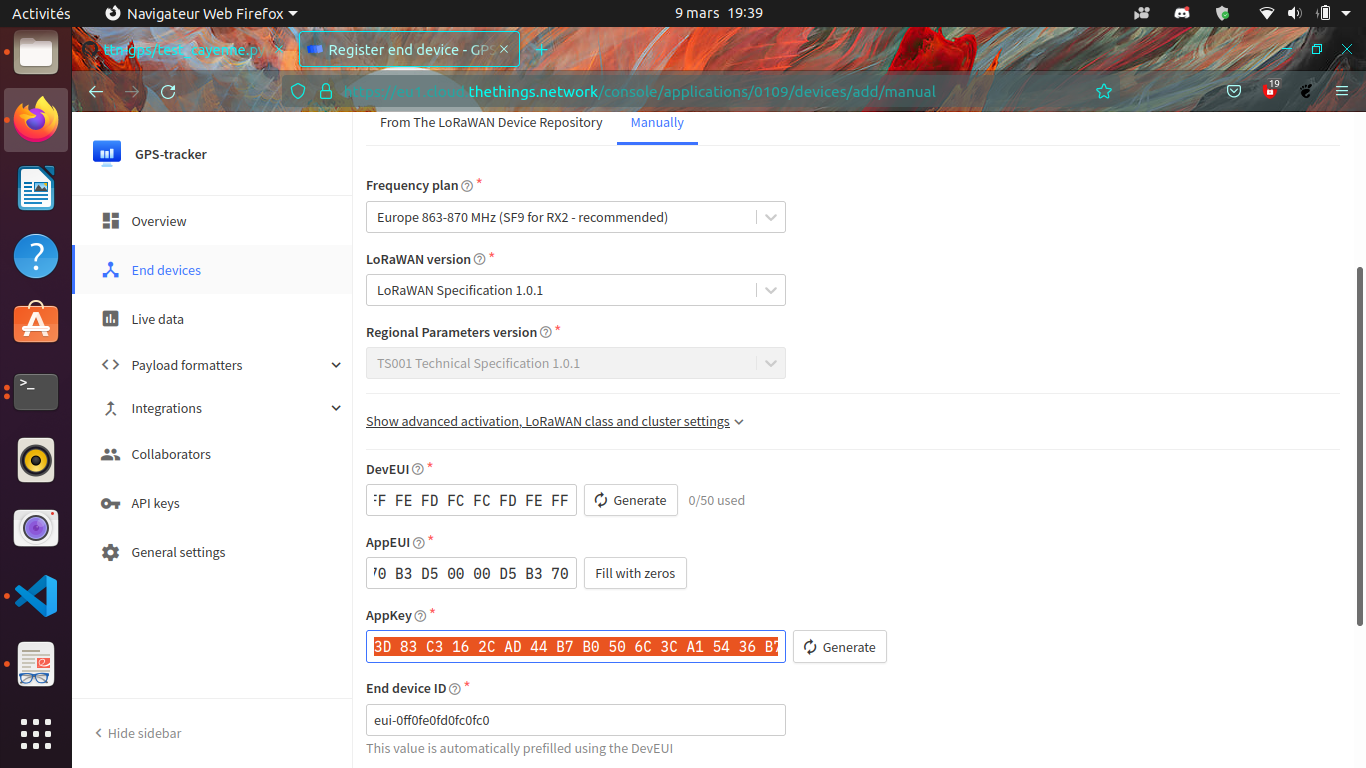 Activités
Navigateur Web Firefox
9 mars 19:39
Register end device - GPS
https://eu1.cloud.thethings.network/console/applications/0109/devices/add/manual
19
GPS-tracker
Overview
End devices
Live data
Payload formatters
Integrations
Collaborators
API keys
General settings
Hide sidebar
From The LoRaWAN Device Repository
Manually
Frequency plan *
Europe 863-870 MHz (SF9 for RX2 - recommended)
LoRaWAN version *
LoRaWAN Specification 1.0.1
Regional Parameters version *
TS001 Technical Specification 1.0.1
Show advanced activation, LoRaWAN class and cluster settings
DevEUI *
FF FE FD FC FC FD FE FF
Generate
0/50 used
AppEUI *
70 B3 D5 00 00 D5 B3 70
Fill with zeros
AppKey *
3D 83 C3 16 2C AD 44 B7 B0 50 6C 3C A1 54 36 B7
Generate
End device ID *
eui-0ff0fe0fd0fc0fc0
This value is automatically prefilled using the DevEUI